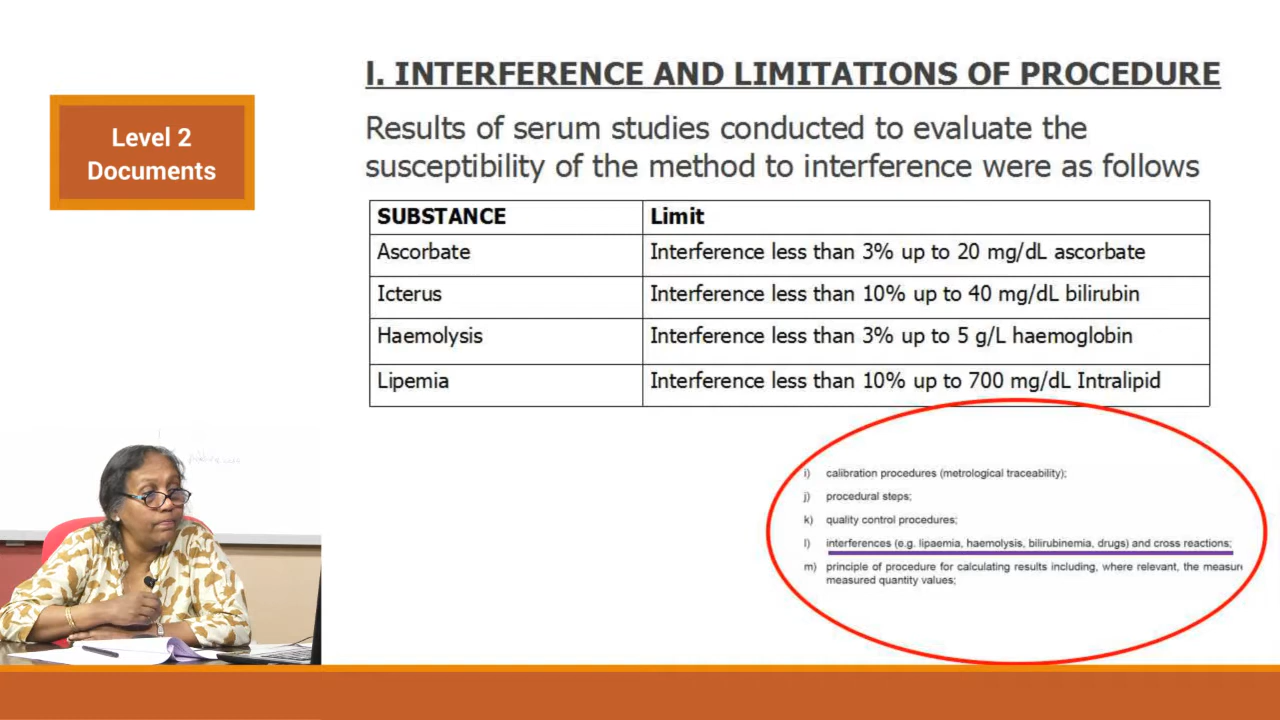 Level 2
Documents
l. INTERFERENCE AND LIMITATIONS OF PROCEDURE
Results of serum studies conducted to evaluate the
susceptibility of the method to interference were as follows
SUBSTANCE Limit
Ascorbate Interference less than 3% up to 20 mg/dL ascorbate
Icterus Interference less than 10% up to 40 mg/dL bilirubin
Haemolysis Interference less than 3% up to 5 g/L haemoglobin
Lipemia Interference less than 10% up to 700 mg/dL Intralipid
i) calibration procedures (metrological traceability);
j) procedural steps;
k) quality control procedures;
l) interferences (e.g. lipaemia, haemolysis, bilirubinemia, drugs) and cross reactions;
m) principle of procedure for calculating results including, where relevant, the measure
measured quantity values;